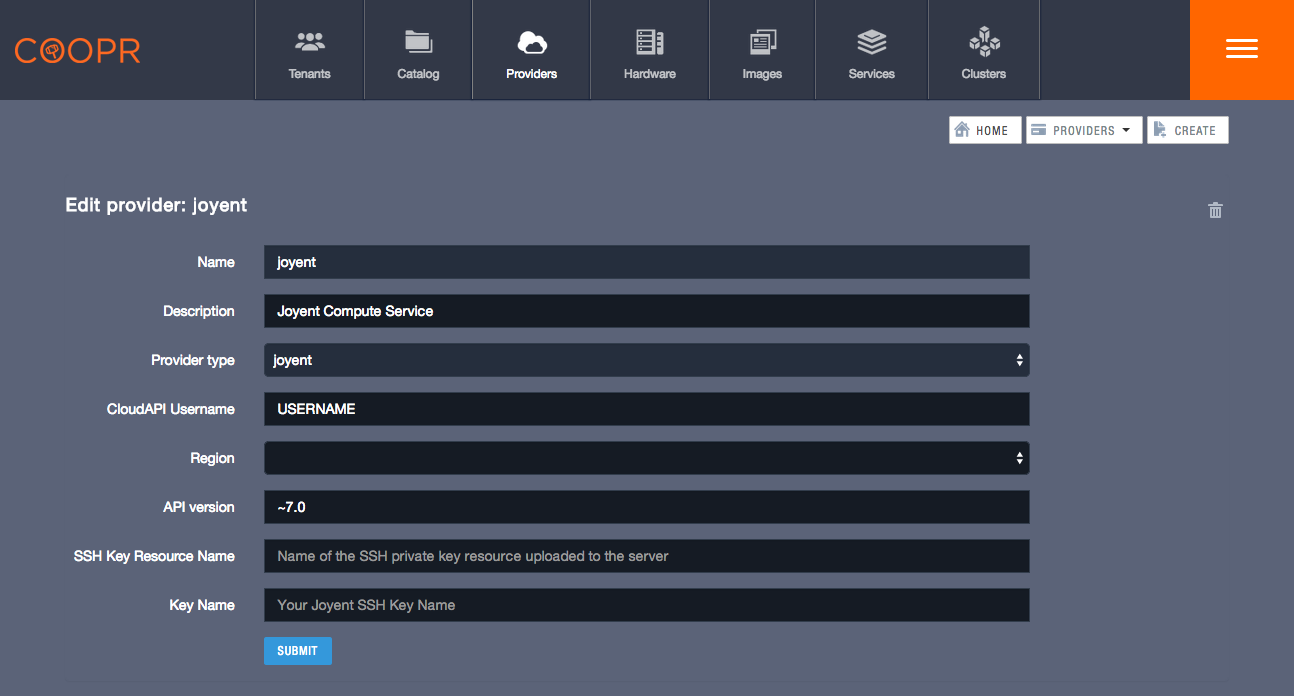 COOPR
Tenants
Catalog
Providers
Hardware
Images
Services
Clusters
HOME
PROVIDERS
CREATE
Edit provider: joyent
Name
joyent
Description
Joyent Compute Service
Provider type
joyent
CloudAPI Username
USERNAME
Region
API version
~7.0
SSH Key Resource Name
Name of the SSH private key resource uploaded to the server
Key Name
Your Joyent SSH Key Name
SUBMIT